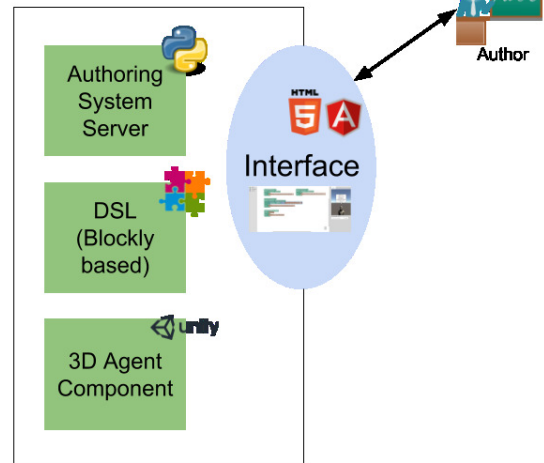 Author
Authoring
System
Server
HTML
5
Interface
DSL
(Blockly
based)
unity
3D Agent
Component